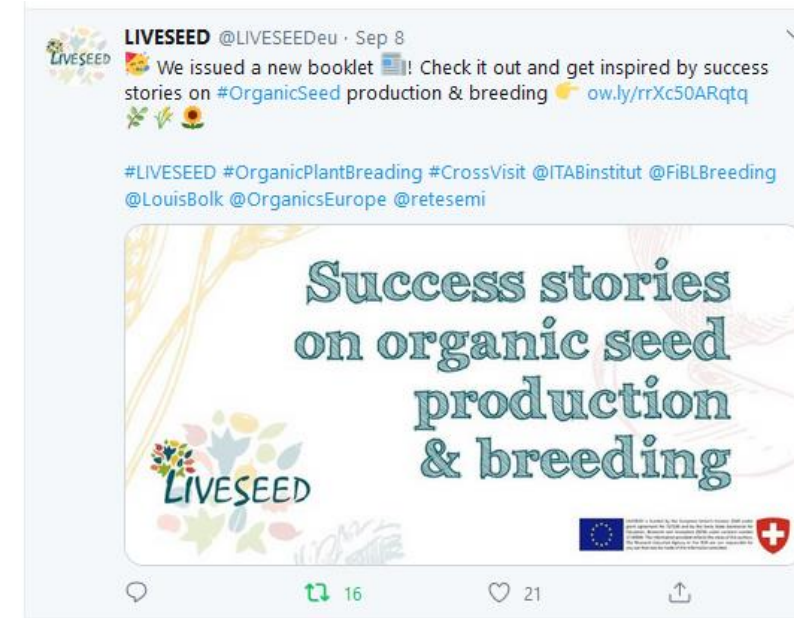 LIVESEED @LIVESEEDeu · Sep 8
🥳 We issued a new booklet 📰! Check it out and get inspired by success
stories on #OrganicSeed production & breeding 👉 ow.ly/rrXc50ARqtq
🌿 🌾 🌻
#LIVESEED #OrganicPlantBreading #CrossVisit @ITABinstitut @FiBLBreeding
@LouisBolk @OrganicsEurope @retesemi
Success stories
on organic seed
production
& breeding
LIVESEED
16 21